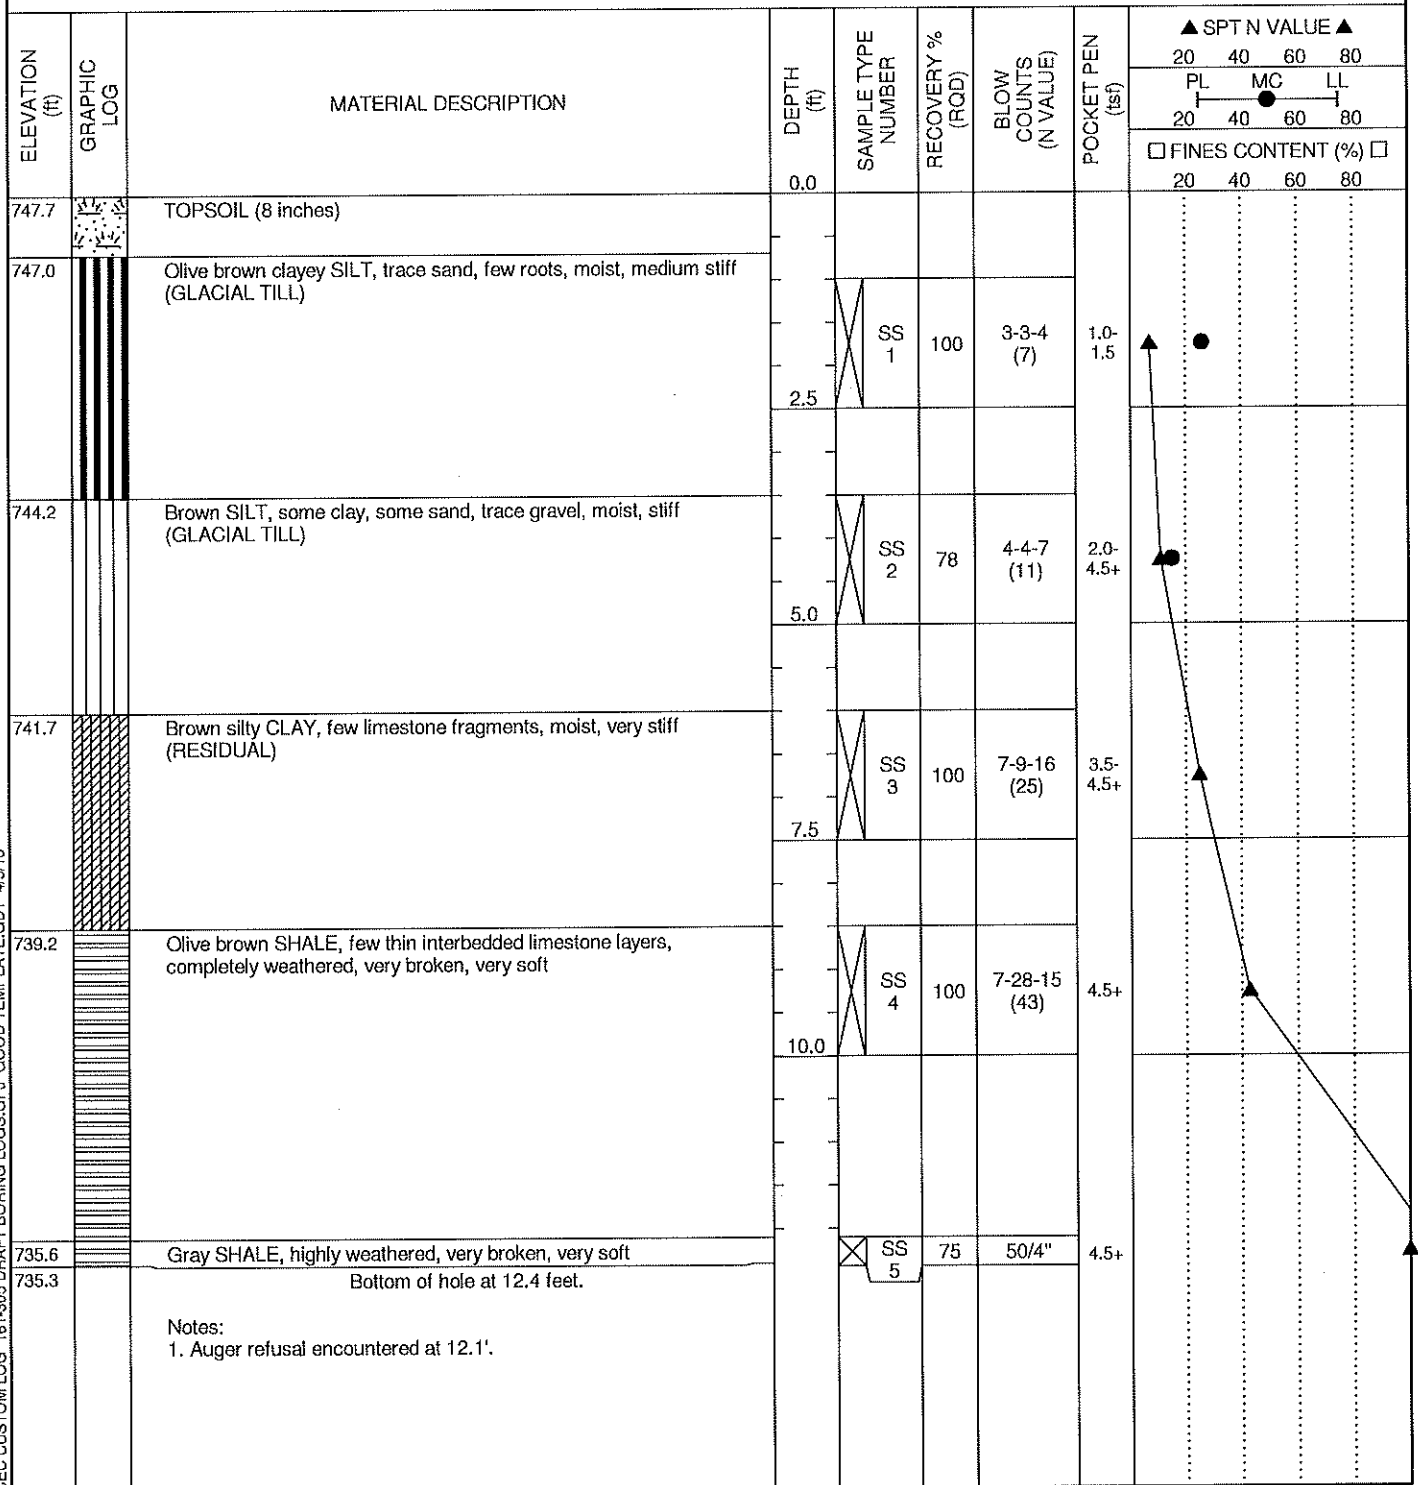 ELEVATION
(ft)
GRAPHIC
LOG
MATERIAL DESCRIPTION
DEPTH
(ft)
SAMPLE TYPE
NUMBER
RECOVERY %
(RQD)
BLOW
COUNTS
(N VALUE)
POCKET PEN
(tsf)
▲ SPT N VALUE ▲
20 40 60 80
PL MC LL
20 40 60 80
□ FINES CONTENT (%) □
20 40 60 80
0.0
747.7 TOPSOIL (8 inches)
747.0 Olive brown clayey SILT, trace sand, few roots, moist, medium stiff
(GLACIAL TILL)
SS
1
100
3-3-4
(7)
1.0-
1.5
2.5
744.2 Brown SILT, some clay, some sand, trace gravel, moist, stiff
(GLACIAL TILL)
SS
2
78
4-4-7
(11)
2.0-
4.5+
5.0
741.7 Brown silty CLAY, few limestone fragments, moist, very stiff
(RESIDUAL)
SS
3
100
7-9-16
(25)
3.5-
4.5+
7.5
739.2 Olive brown SHALE, few thin interbedded limestone layers,
completely weathered, very broken, very soft
SS
4
100
7-28-15
(43)
4.5+
10.0
735.6 Gray SHALE, highly weathered, very broken, very soft
SS
5
75
50/4"
4.5+
735.3 Bottom of hole at 12.4 feet.
Notes:
1. Auger refusal encountered at 12.1'.